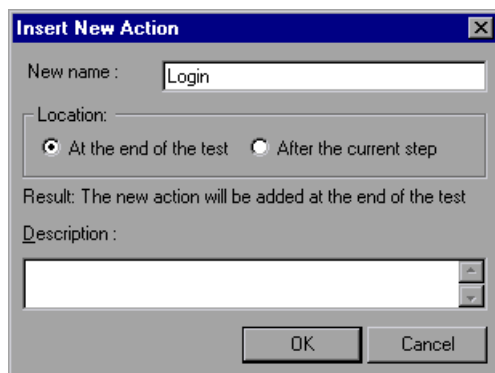 Insert New Action
New name : Login
Location:
At the end of the test After the current step
Result: The new action will be added at the end of the test
Description :
OK Cancel